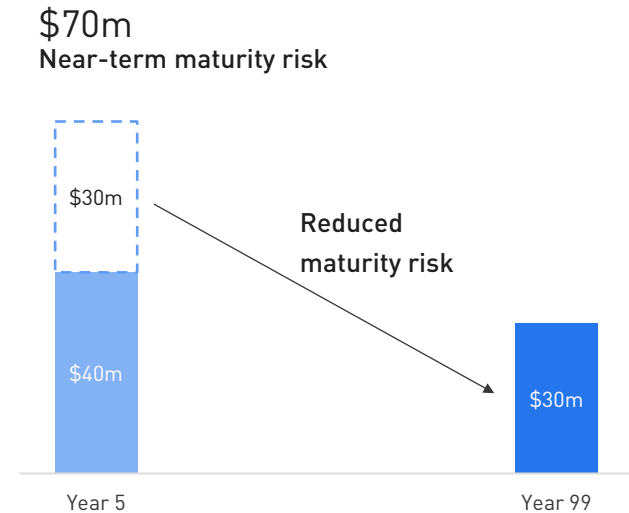 $70m
Near-term maturity risk
$30m
Reduced
maturity risk
$40m
$30m
Year 5
Year 99